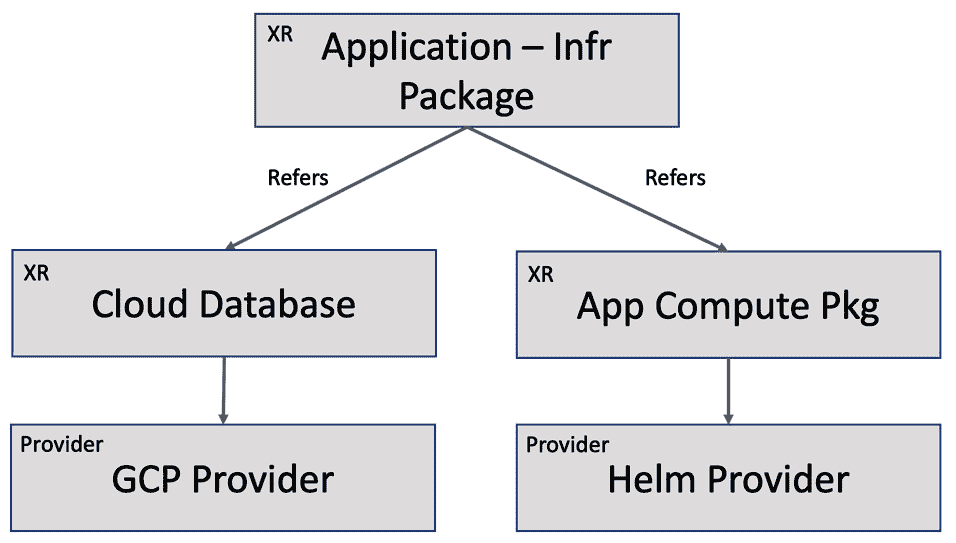 XR
Application – Infr
Package
Refers
Refers
XR
Cloud Database
XR
App Compute Pkg
Provider
GCP Provider
Provider
Helm Provider